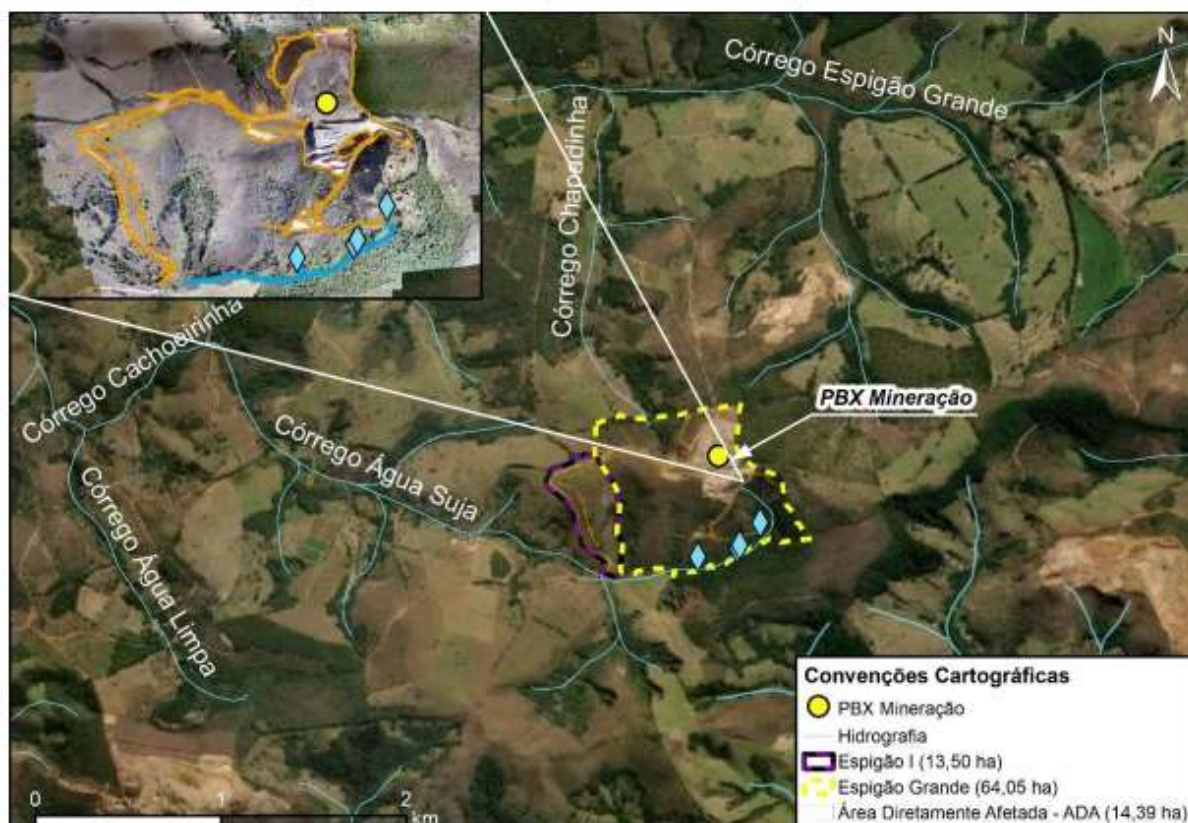 N
Córrego Espigão Grande
Córrego Chapadinha
Córrego Cachoeirinha
Córrego Água Suja
Córrego Água Limpa
PBX Mineração
Convenções Cartográficas
PBX Mineração
Hidrografia
Espigão I (13,50 ha)
Espigão Grande (64,05 ha)
Área Diretamente Afetada - ADA (14,39 ha)
0 1 2
km